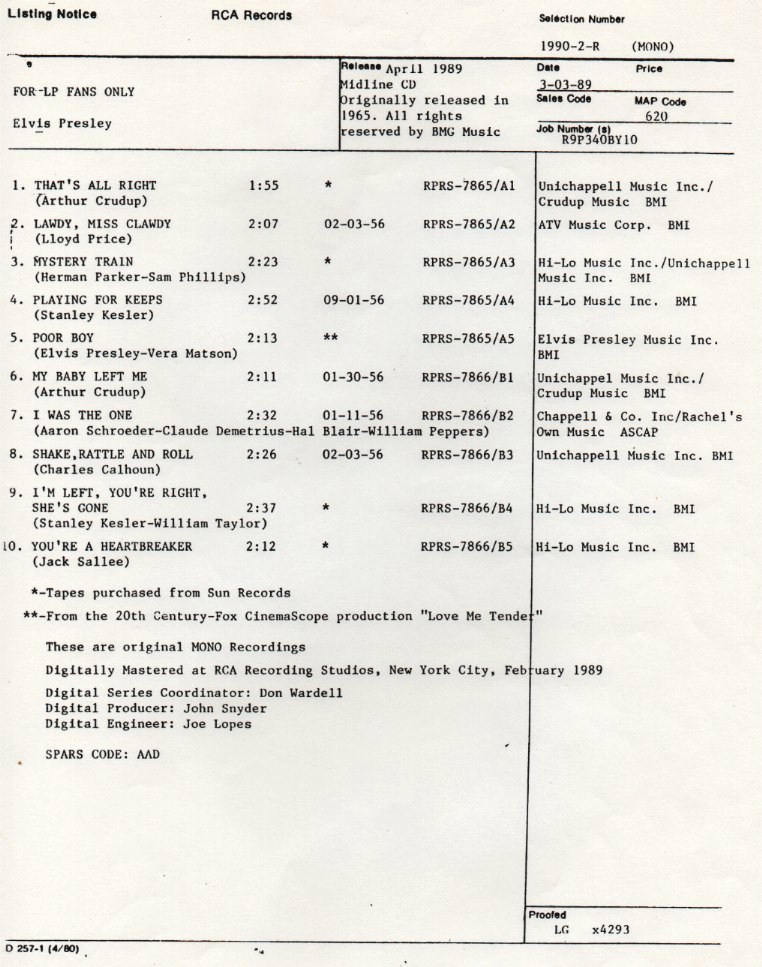 Listing Notice RCA Records Selection Number
1990-2-R (MONO)
FOR-LP FANS ONLY
Elvis Presley
Release April 1989
Midline CD
Originally released in
1965. All rights
reserved by BMG Music
Date Price
3-03-89
Sales Code MAP Code
620
Job Number (s)
R9P340BY10
1. THAT'S ALL RIGHT 1:55 * RPRS-7865/A1 Unichappell Music Inc./
(Arthur Crudup) Crudup Music BMI
2. LAWDY, MISS CLAWDY 2:07 02-03-56 RPRS-7865/A2 ATV Music Corp. BMI
(Lloyd Price)
3. MYSTERY TRAIN 2:23 * RPRS-7865/A3 Hi-Lo Music Inc./Unichappell
(Herman Parker-Sam Phillips) Music Inc. BMI
4. PLAYING FOR KEEPS 2:52 09-01-56 RPRS-7865/A4 Hi-Lo Music Inc. BMI
(Stanley Kesler)
5. POOR BOY 2:13 ** RPRS-7865/A5 Elvis Presley Music Inc.
(Elvis Presley-Vera Matson) BMI
6. MY BABY LEFT ME 2:11 01-30-56 RPRS-7866/B1 Unichappel Music Inc./
(Arthur Crudup) Crudup Music BMI
7. I WAS THE ONE 2:32 01-11-56 RPRS-7866/B2 Chappell & Co. Inc/Rachel's
(Aaron Schroeder-Claude Demetrius-Hal Blair-William Peppers) Own Music ASCAP
8. SHAKE,RATTLE AND ROLL 2:26 02-03-56 RPRS-7866/B3 Unichappell Music Inc. BMI
(Charles Calhoun)
9. I'M LEFT, YOU'RE RIGHT,
SHE'S GONE 2:37 * RPRS-7866/B4 Hi-Lo Music Inc. BMI
(Stanley Kesler-William Taylor)
10. YOU'RE A HEARTBREAKER 2:12 * RPRS-7866/B5 Hi-Lo Music Inc. BMI
(Jack Sallee)
*-Tapes purchased from Sun Records
**-From the 20th Century-Fox CinemaScope production "Love Me Tender"
These are original MONO Recordings
Digitally Mastered at RCA Recording Studios, New York City, February 1989
Digital Series Coordinator: Don Wardell
Digital Producer: John Snyder
Digital Engineer: Joe Lopes
SPARS CODE: AAD
Proofed
LG x4293
D 257-1 (4/80)